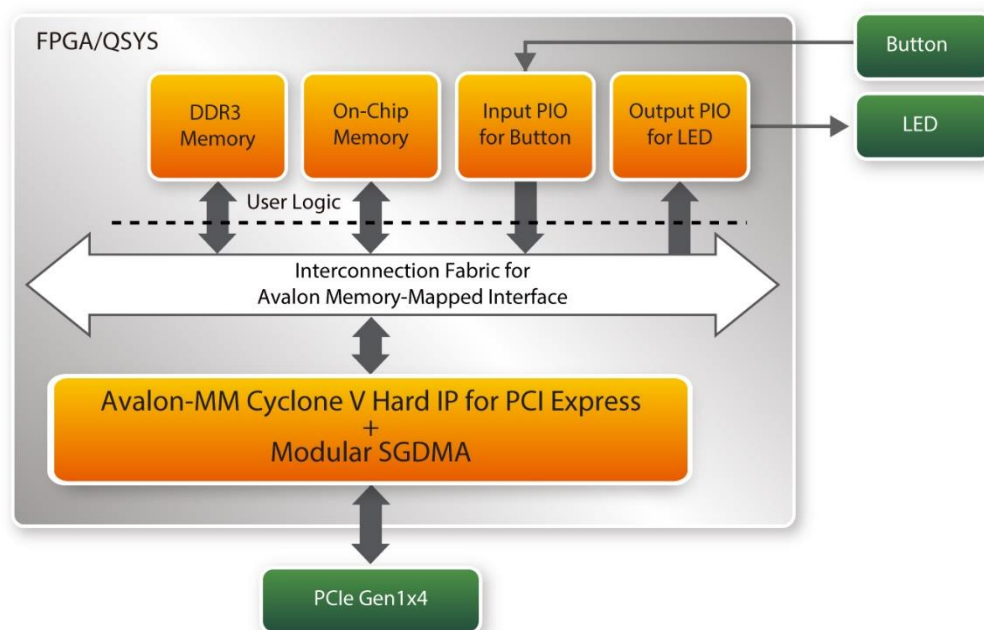 FPGA/QSYS
Button
LED
DDR3
Memory
On-Chip
Memory
Input PIO
for Button
Output PIO
for LED
User Logic
Interconnection Fabric for
Avalon Memory-Mapped Interface
Avalon-MM Cyclone V Hard IP for PCI Express
+
Modular SGDMA
PCIe Gen1x4